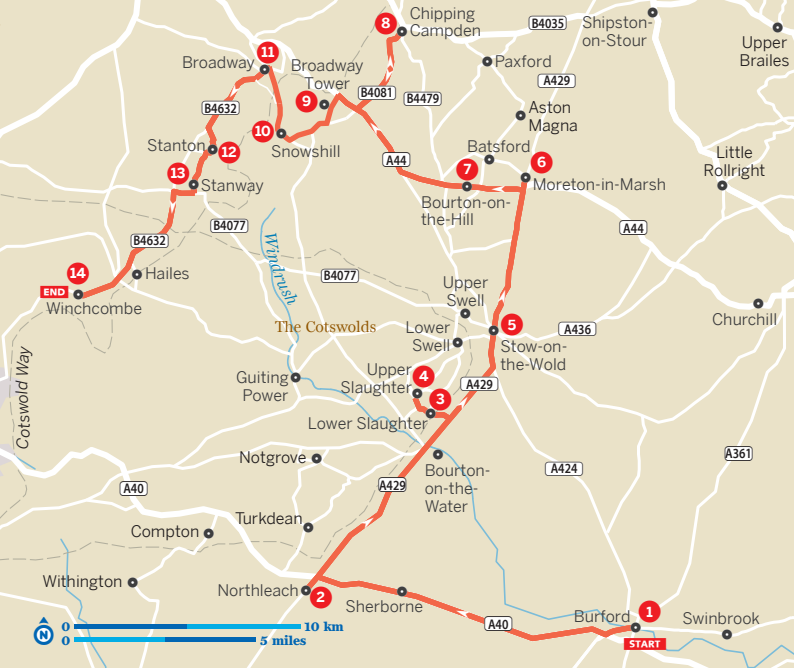 8
Chipping
Campden
B4035
Shipston-
on-Stour
Upper
Brailes
11
Broadway
Broadway
Tower
9
Paxford
A429
B4081
B4479
B4632
Aston
Magna
10
Snowshill
Stanton
12
A44
Batsford
6
7
Moreton-in-Marsh
Little
Rollright
13
Stanway
Bourton-on-
the-Hill
B4077
A44
B4632
Windrush
14
Hailes
B4077
END
Winchcombe
Upper
Swell
Churchill
The Cotswolds
Lower
Swell
5
A436
Stow-on-
the-Wold
Cotswold Way
Guiting
Power
Upper
Slaughter
4
A429
3
Lower Slaughter
Notgrove
A361
A424
Bourton-
on-the-
Water
A429
A40
Turkdean
Compton
Withington
Northleach
2
Sherborne
Burford
1
Swinbrook
A40
START
N
0
10 km
0
5 miles